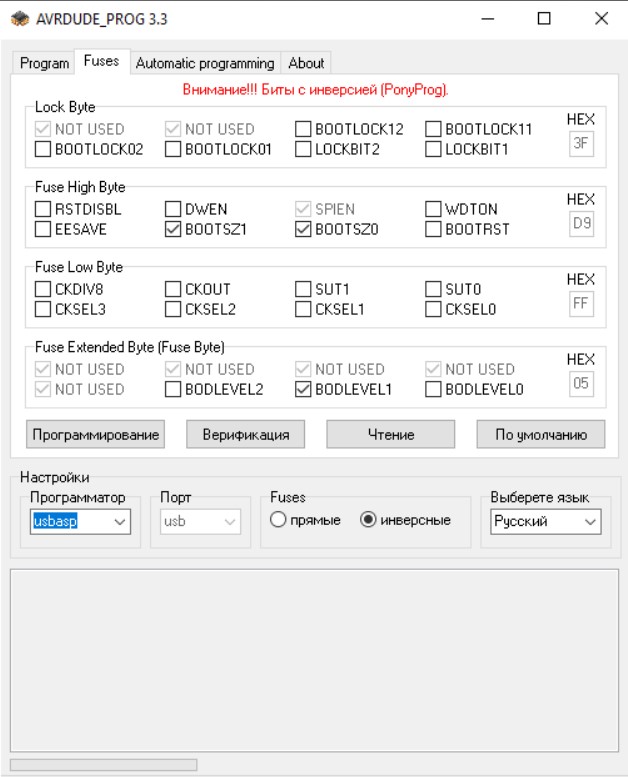 AVRDUDE_PROG 3.3
Program Fuses Automatic programming About
Внимание!!! Биты с инверсией (PonyProg).
Lock Byte
NOT USED NOT USED BOOTLOCK12 BOOTLOCK11 HEX
BOOTLOCK02 BOOTLOCK01 LOCKBIT2 LOCKBIT1 3F
Fuse High Byte
RSTDISBL DWEN SPIEN WDTON HEX
EESAVE BOOTSZ1 BOOTSZ0 BOOTRST D9
Fuse Low Byte
CKDIV8 CKOUT SUT1 SUT0 HEX
CKSEL3 CKSEL2 CKSEL1 CKSEL0 FF
Fuse Extended Byte (Fuse Byte)
NOT USED NOT USED NOT USED NOT USED HEX
NOT USED BODLEVEL2 BODLEVEL1 BODLEVEL0 05
Программирование Верификация Чтение По умолчанию
Настройки
Программатор Порт Fuses Выберете язык
usbasp usb прямые инверсные Русский